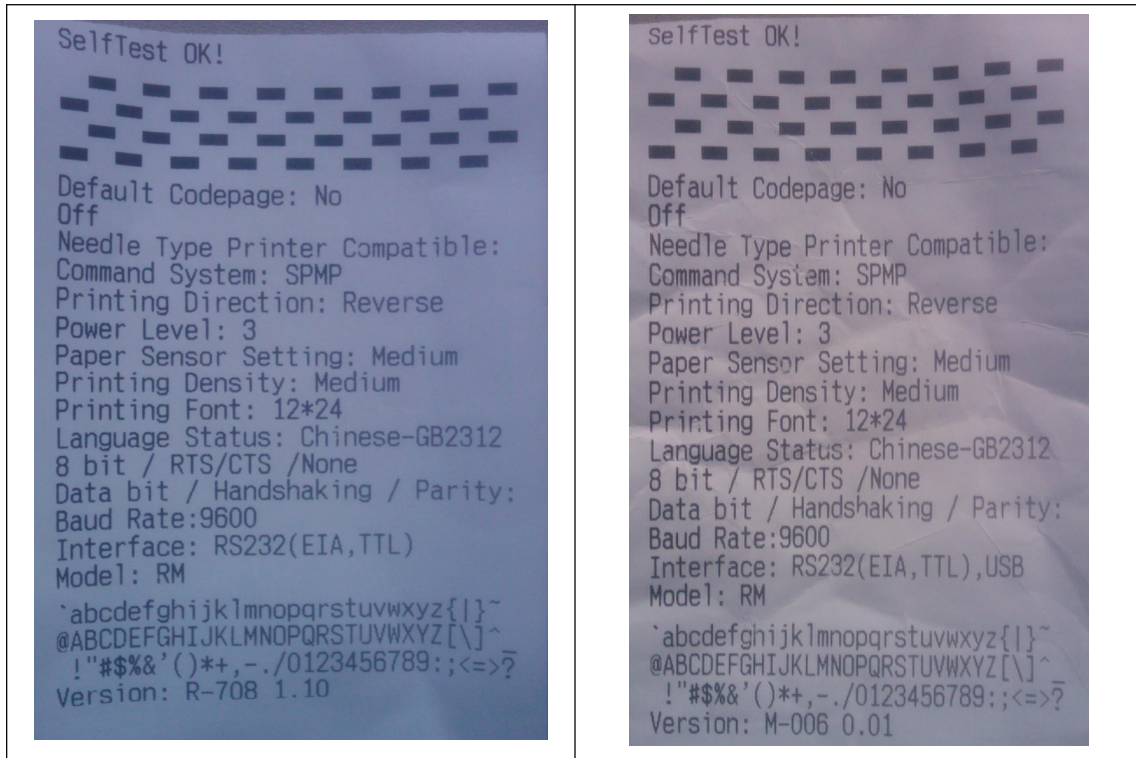 SelfTest OK!
Default Codepage: No
Off
Needle Type Printer Compatible:
Command System: SPMP
Printing Direction: Reverse
Power Level: 3
Paper Sensor Setting: Medium
Printing Density: Medium
Printing Font: 12*24
Language Status: Chinese-GB2312
8 bit / RTS/CTS /None
Data bit / Handshaking / Parity:
Baud Rate:9600
Interface: RS232(EIA,TTL)
Model: RM
`abcdefghijklmnopqrstuvwxyz{|}~
@ABCDEFGHIJKLMNOPQRSTUVWXYZ[\]^_
!"#$%&'()*+,-./0123456789:;<=>?
Version: R-708 1.10
SelfTest OK!
Default Codepage: No
Off
Needle Type Printer Compatible:
Command System: SPMP
Printing Direction: Reverse
Power Level: 3
Paper Sensor Setting: Medium
Printing Density: Medium
Printing Font: 12*24
Language Status: Chinese-GB2312
8 bit / RTS/CTS /None
Data bit / Handshaking / Parity:
Baud Rate:9600
Interface: RS232(EIA,TTL),USB
Model: RM
`abcdefghijklmnopqrstuvwxyz{|}~
@ABCDEFGHIJKLMNOPQRSTUVWXYZ[\]^_
!"#$%&'()*+,-./0123456789:;<=>?
Version: M-006 0.01